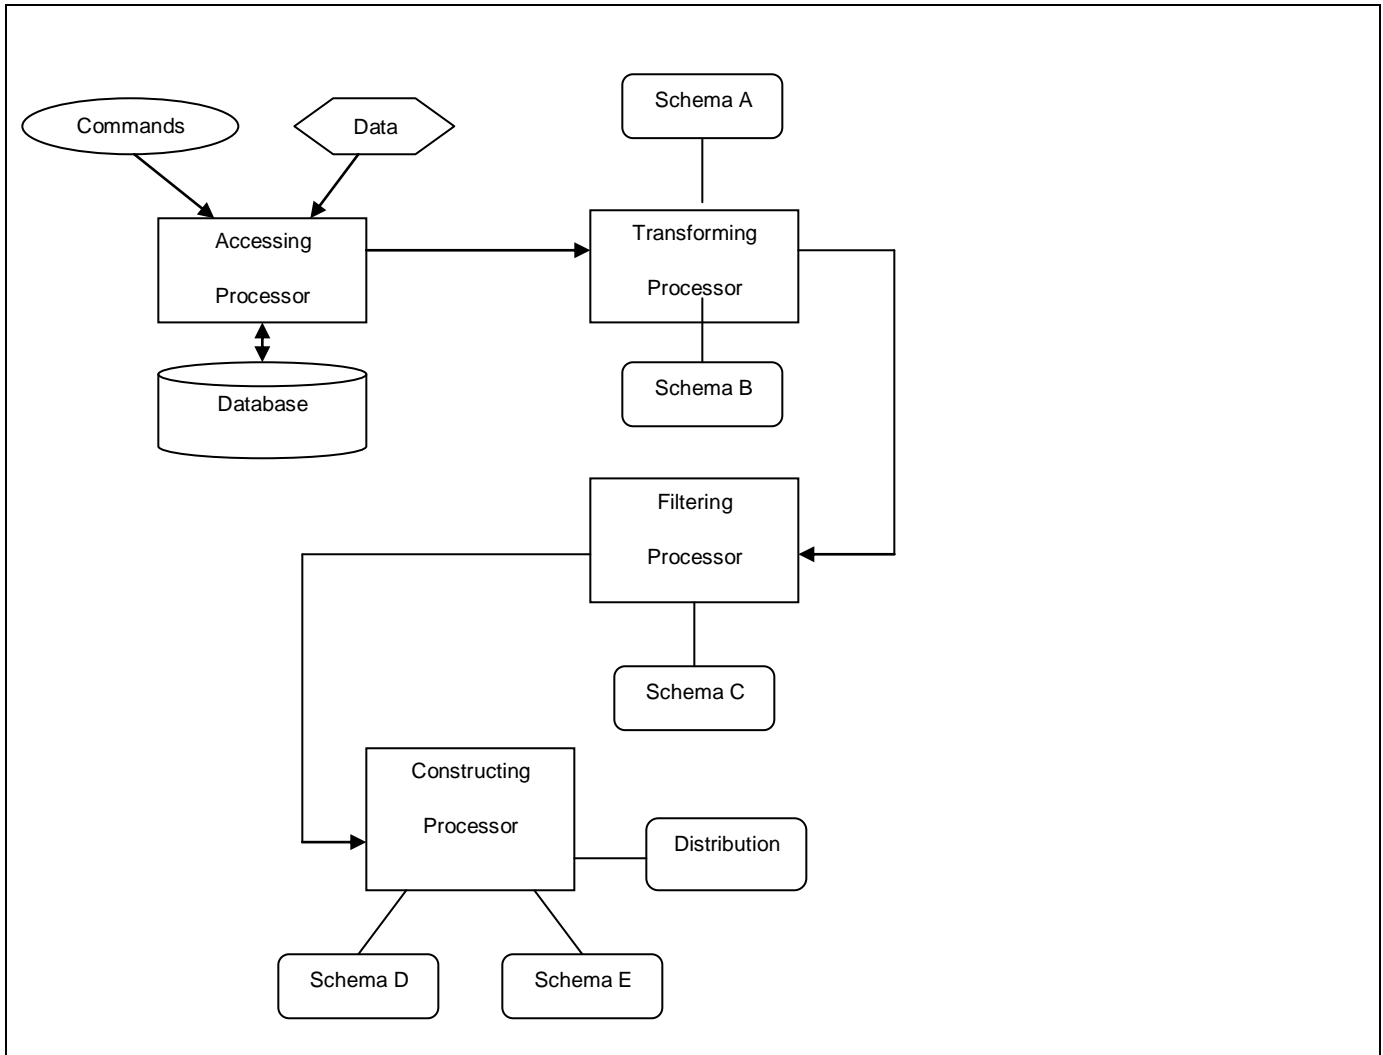 Commands
Data
Schema A
Accessing
Processor
Transforming
Processor
Database
Schema B
Filtering
Processor
Schema C
Constructing
Processor
Distribution
Schema D
Schema E